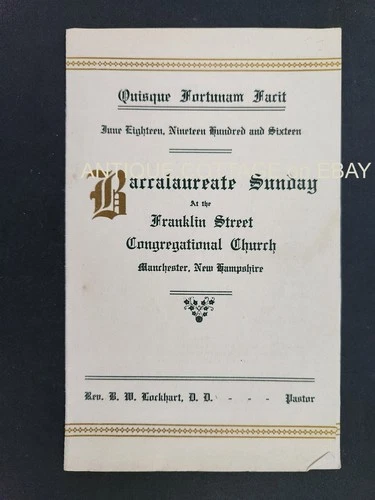 Quisque Fortunam Facit
June Eighteen, Nineteen Hundred and Sixteen
Baccalaureate Sunday
At the
Franklin Street
Congregational Church
Manchester, New Hampshire
Rev. B. W. Lockhart, D. D. - - - Pastor